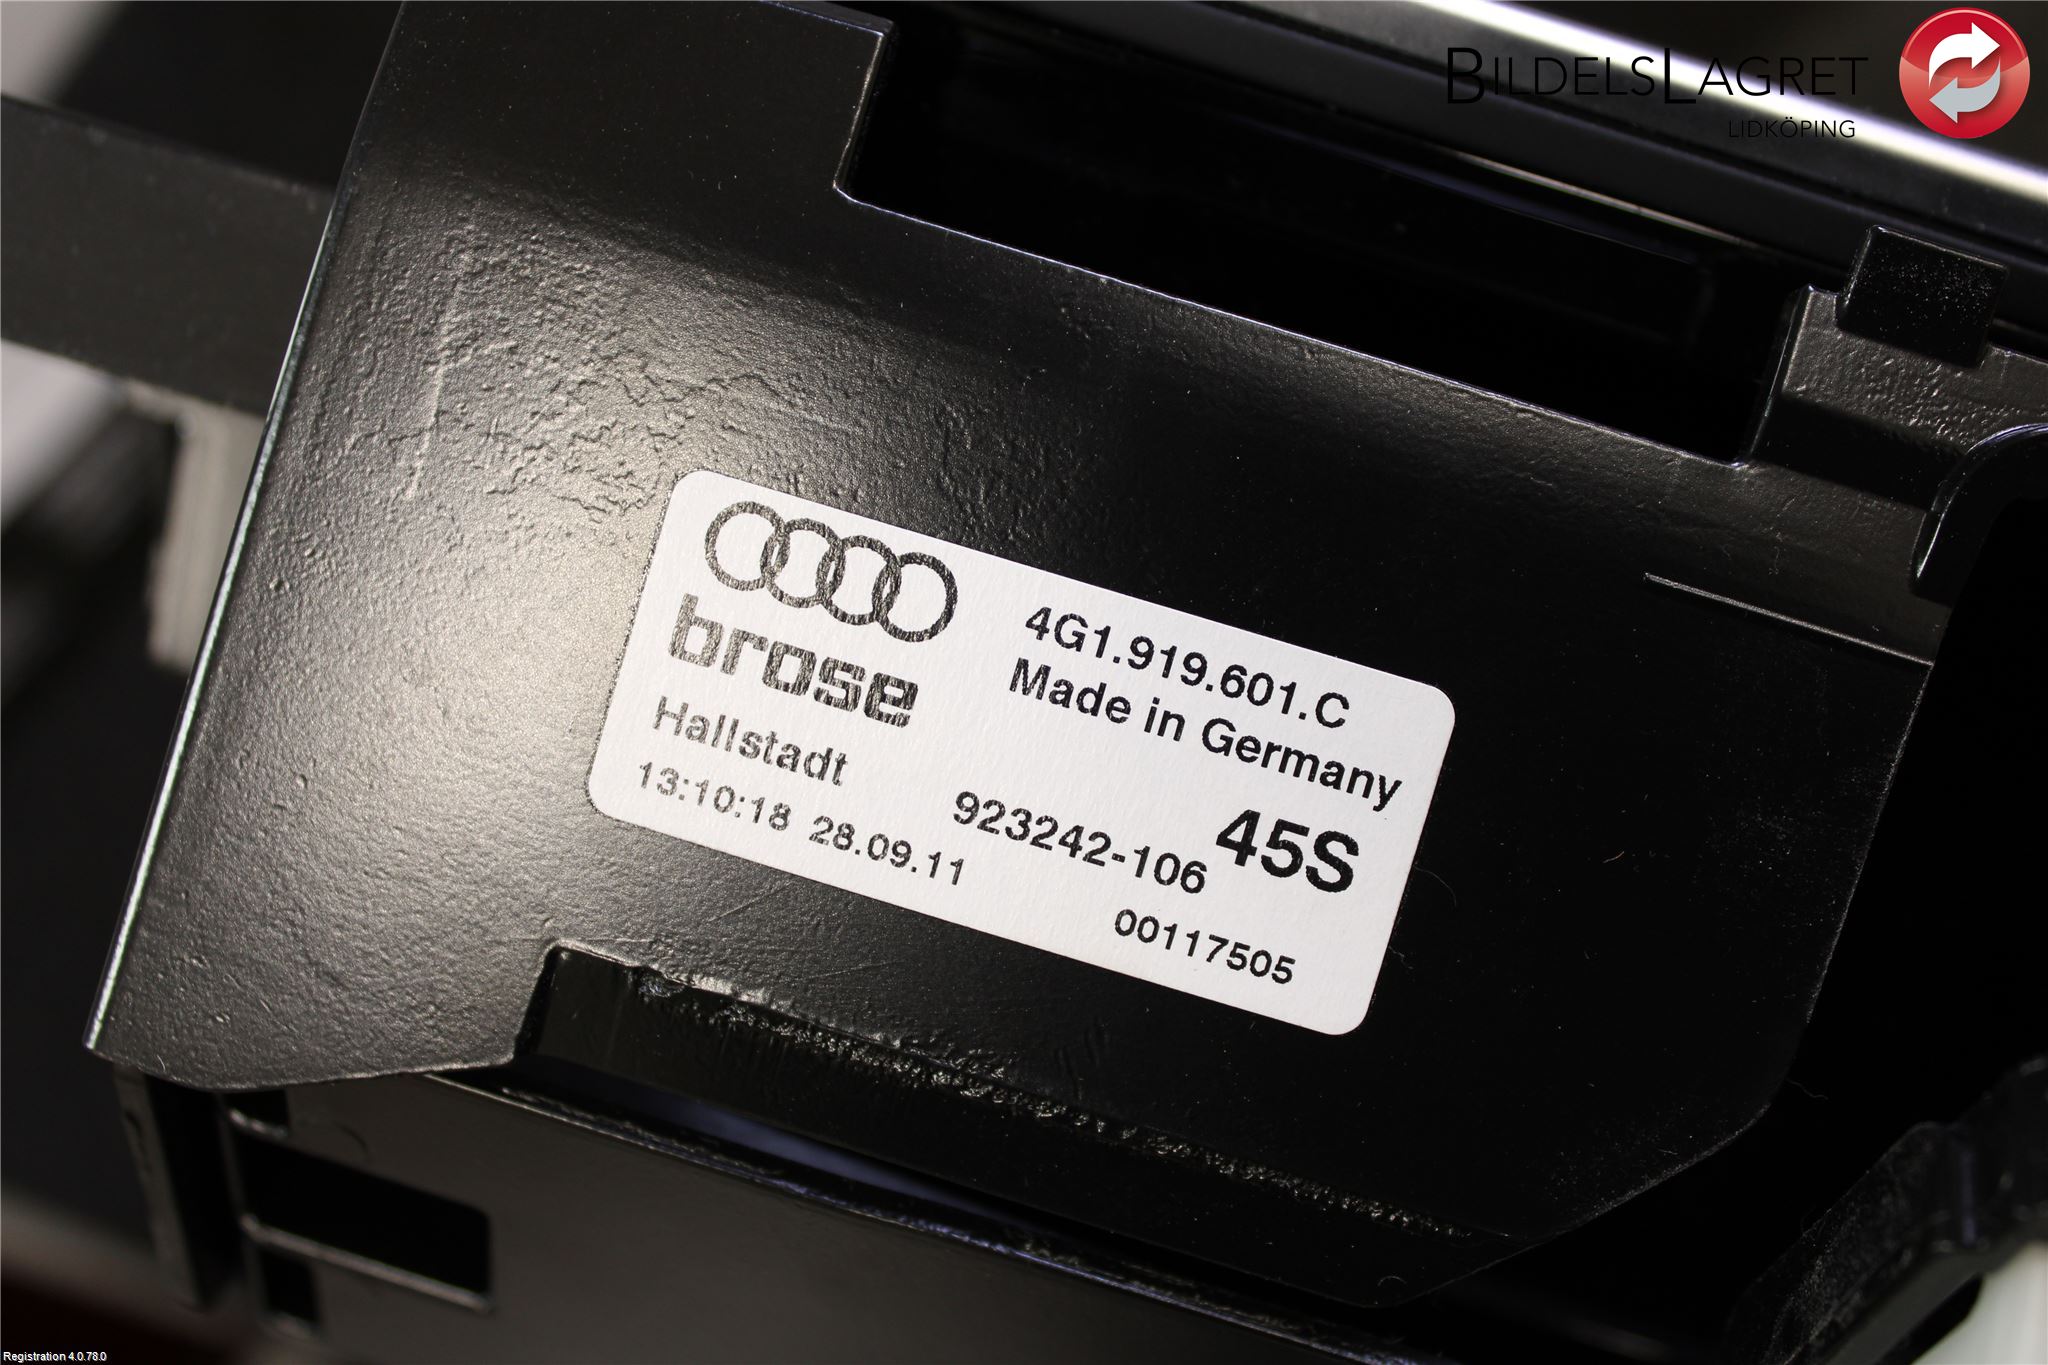 BILDELSLAGRET
LIDKÖPING
brose
Hallstadt
13:10:18 28.09.11
4G1.919.601.C
Made in Germany
923242-106
45S
00117505
Registration 4.0.78.0